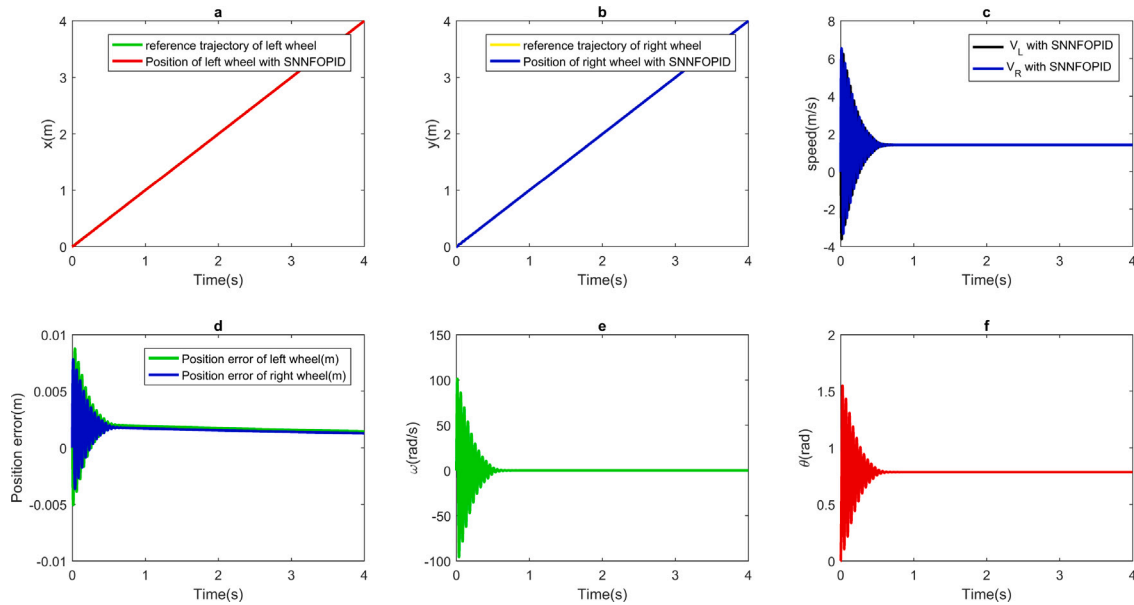 a
4
3
2
1
0
x(m)
reference trajectory of left wheel
Position of left wheel with SNNFOPID
0 1 2 3 4
Time(s)
b
4
3
2
1
0
y(m)
reference trajectory of right wheel
Position of right wheel with SNNFOPID
0 1 2 3 4
Time(s)
c
8
6
4
2
0
-2
-4
speed(m/s)
V_L with SNNFOPID
V_R with SNNFOPID
0 1 2 3 4
Time(s)
d
0.01
0.005
0
-0.005
-0.01
Position error(m)
Position error of left wheel(m)
Position error of right wheel(m)
0 1 2 3 4
Time(s)
e
150
100
50
0
-50
-100
ω(rad/s)
0 1 2 3 4
Time(s)
f
2
1.5
1
0.5
0
θ(rad)
0 1 2 3 4
Time(s)